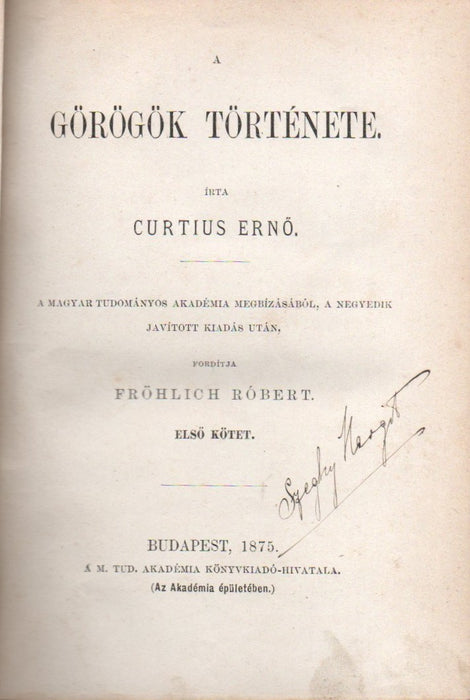 A
GÖRÖGÖK TÖRTÉNETE.
ÍRTA
CURTIUS ERNŐ.
A MAGYAR TUDOMÁNYOS AKADÉMIA MEGBÍZÁSÁBÓL, A NEGYEDIK
JAVÍTOTT KIADÁS UTÁN,
FORDÍTJA
FRÖHLICH RÓBERT.
ELSŐ KÖTET.
Margit
BUDAPEST, 1875.
A M. TUD. AKADÉMIA KÖNYVKIADÓ-HIVATALA.
(Az Akadémia épületében.)